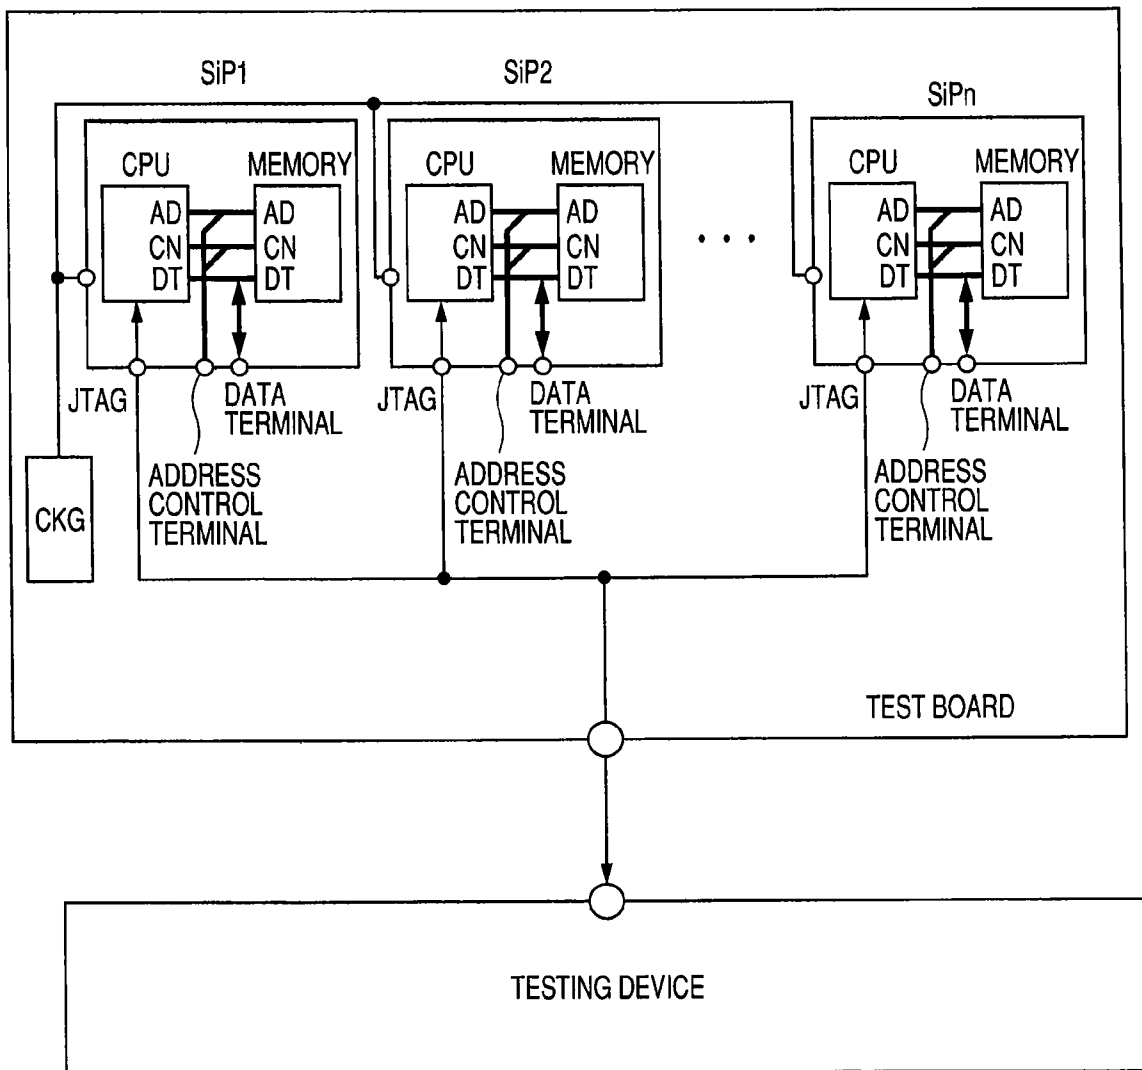 SiP1
SiP2
SiPn
CPU
MEMORY
AD
AD
CN
CN
DT
DT
CPU
MEMORY
AD
AD
CN
CN
DT
DT
• • •
CPU
MEMORY
AD
AD
CN
CN
DT
DT
JTAG
DATA
TERMINAL
ADDRESS
CONTROL
TERMINAL
JTAG
DATA
TERMINAL
ADDRESS
CONTROL
TERMINAL
JTAG
DATA
TERMINAL
ADDRESS
CONTROL
TERMINAL
CKG
TEST BOARD
TESTING DEVICE